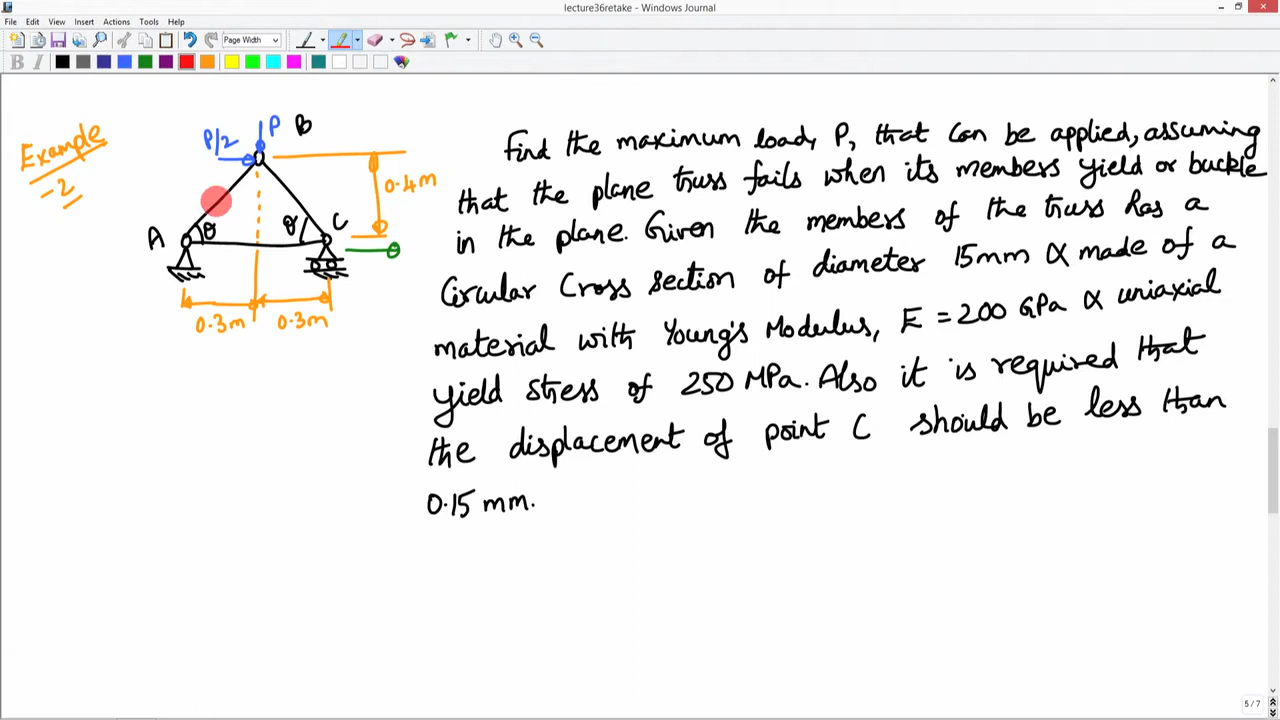 lecture36retake - Windows Journal
File Edit View Insert Actions Tools Help
Page Width
B I
Example
-2
P/2 P B
0.4m
A θ θ C
0.3m 0.3m
Find the maximum load, P, that can be applied, assuming
that the plane truss fails when its members yield or buckle
in the plane. Given the members of the truss has a
Circular Cross section of diameter 15mm & made of a
material with Young's Modulus, E = 200 GPa & uniaxial
yield stress of 250 MPa. Also it is required that
the displacement of point C should be less than
0.15 mm.
5/7